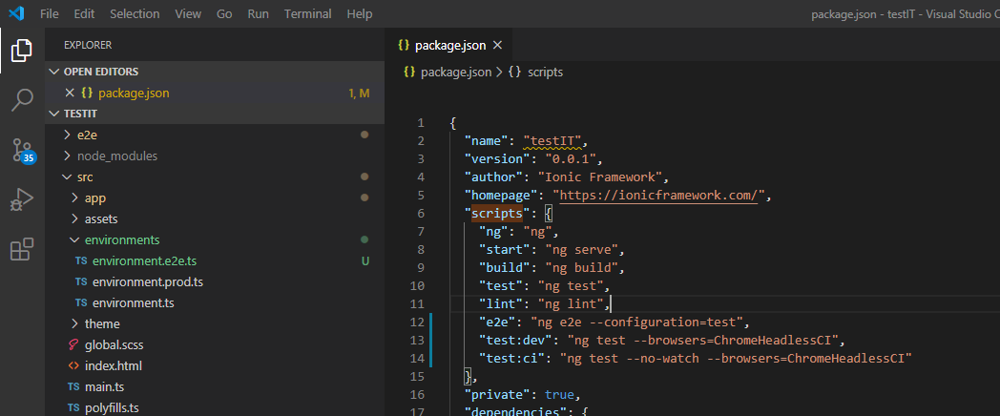 File Edit Selection View Go Run Terminal Help package.json - testIT - Visual Studio C
EXPLORER
OPEN EDITORS
{} package.json 1, M
TESTIT
e2e
node_modules
src
app
assets
environments
TS environment.e2e.ts U
TS environment.prod.ts
TS environment.ts
theme
global.scss
<> index.html
TS main.ts
TS polyfills.ts
35
{} package.json ×
{} package.json > {} scripts
1 {
2 "name": "testIT",
3 "version": "0.0.1",
4 "author": "Ionic Framework",
5 "homepage": "https://ionicframework.com/",
6 "scripts": {
7 "ng": "ng",
8 "start": "ng serve",
9 "build": "ng build",
10 "test": "ng test",
11 "lint": "ng lint",
12 "e2e": "ng e2e --configuration=test",
13 "test:dev": "ng test --browsers=ChromeHeadlessCI",
14 "test:ci": "ng test --no-watch --browsers=ChromeHeadlessCI"
15 },
16 "private": true,
17 "dependencies": {